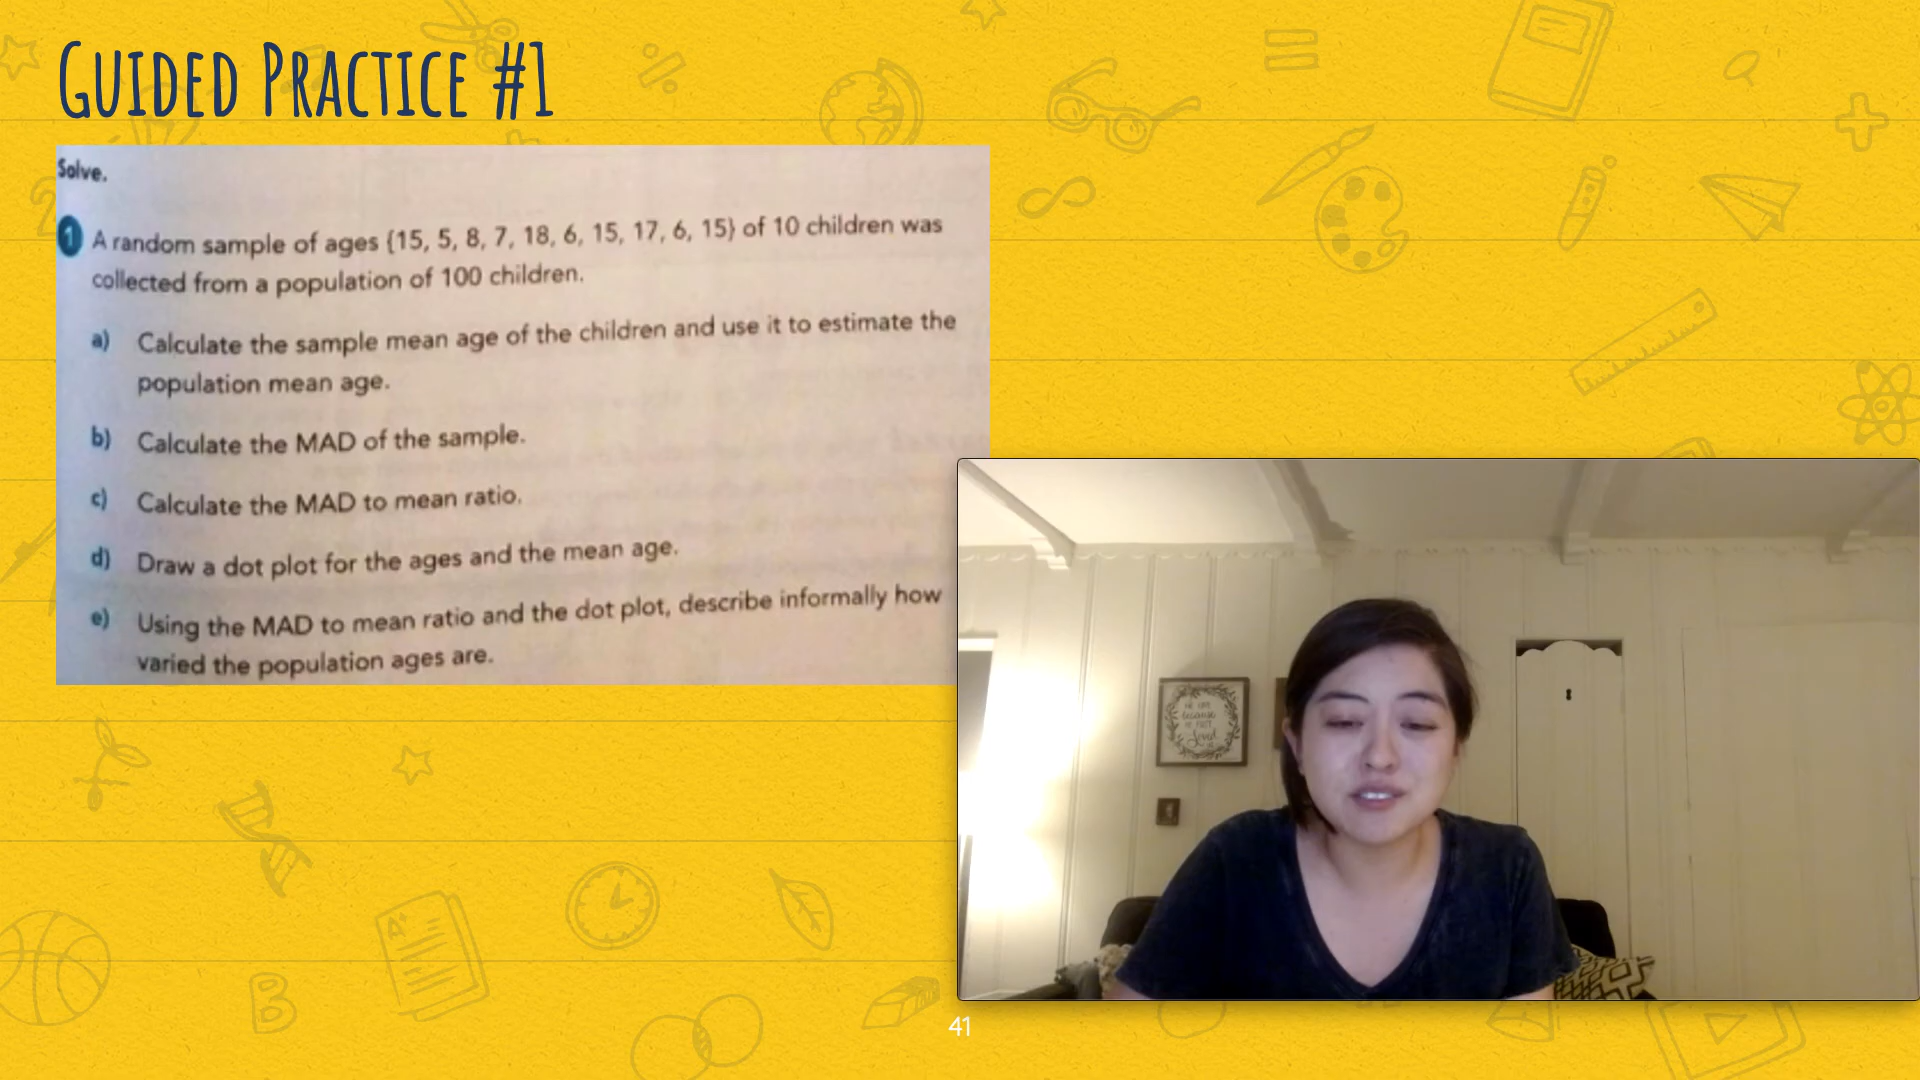 GUIDED PRACTICE #1
Solve.
1 A random sample of ages {15, 5, 8, 7, 18, 6, 15, 17, 6, 15} of 10 children was
collected from a population of 100 children.
a) Calculate the sample mean age of the children and use it to estimate the
population mean age.
b) Calculate the MAD of the sample.
c) Calculate the MAD to mean ratio.
d) Draw a dot plot for the ages and the mean age.
e) Using the MAD to mean ratio and the dot plot, describe informally how
varied the population ages are.
because
loved
A+
B
41